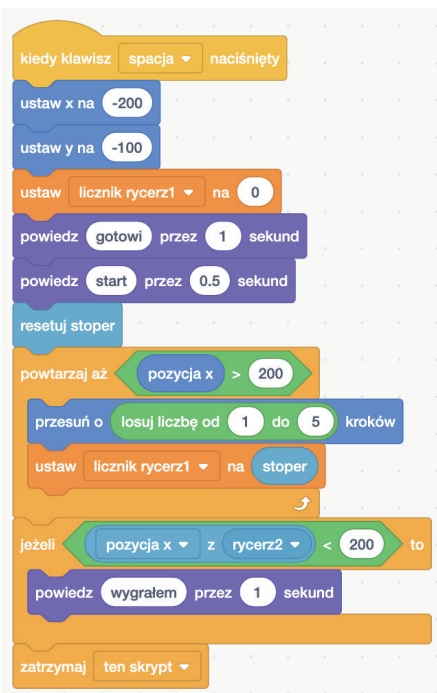 kiedy klawisz spacja naciśnięty
ustaw x na -200
ustaw y na -100
ustaw licznik rycerz1 na 0
powiedz gotowi przez 1 sekund
powiedz start przez 0.5 sekund
resetuj stoper
powtarzaj aż pozycja x > 200
przesuń o losuj liczbę od 1 do 5 kroków
ustaw licznik rycerz1 na stoper
jeżeli pozycja x z rycerz2 < 200 to
powiedz wygrałem przez 1 sekund
zatrzymaj ten skrypt